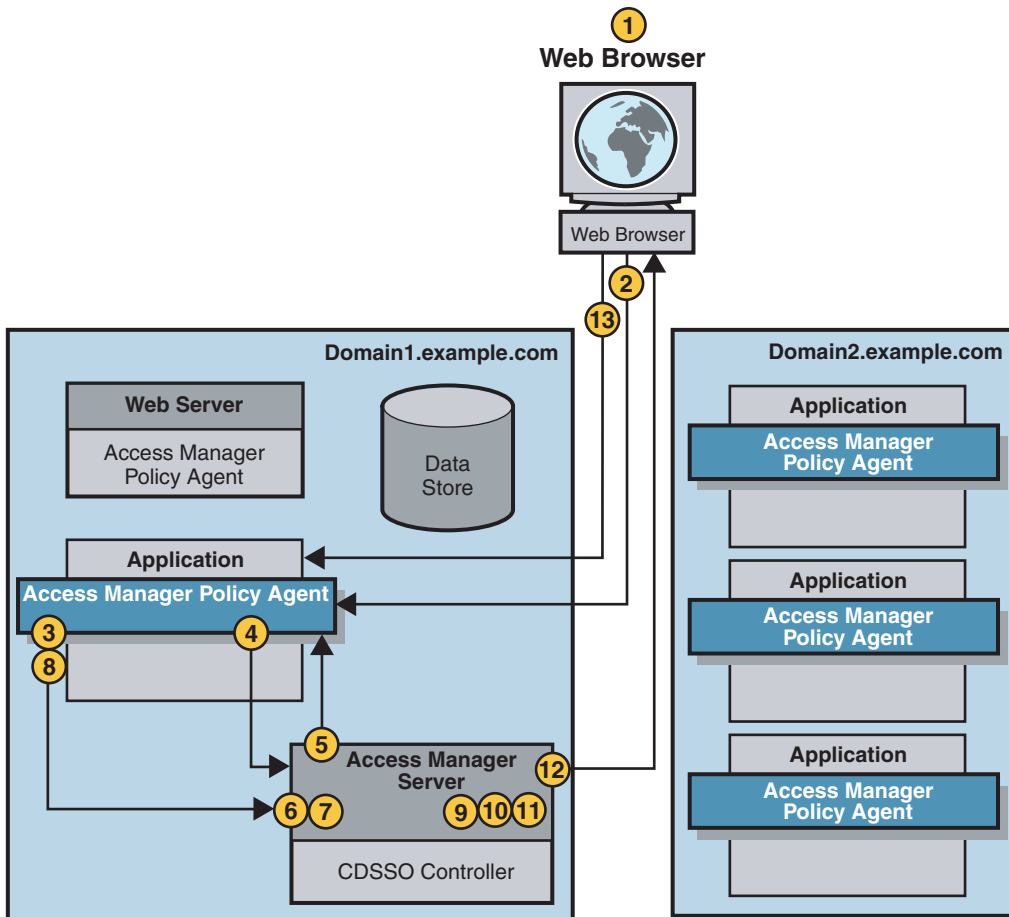 1
Web Browser
Web Browser
2
13
Domain1.example.com
Web Server
Access Manager
Policy Agent
Data
Store
Application
Access Manager Policy Agent
3
4
8
5
Access Manager
Server
12
6
7
9
10
11
CDSSO Controller
Domain2.example.com
Application
Access Manager
Policy Agent
Application
Access Manager
Policy Agent
Application
Access Manager
Policy Agent